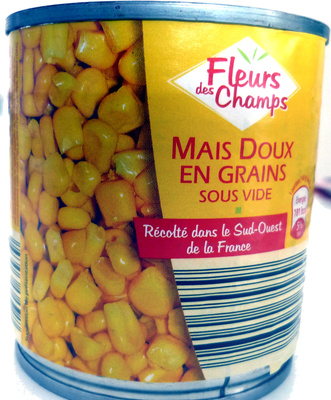 Fleurs
des
Champs
MAIS DOUX
EN GRAINS
SOUS VIDE
Récolté dans le Sud-Ouest
de la France